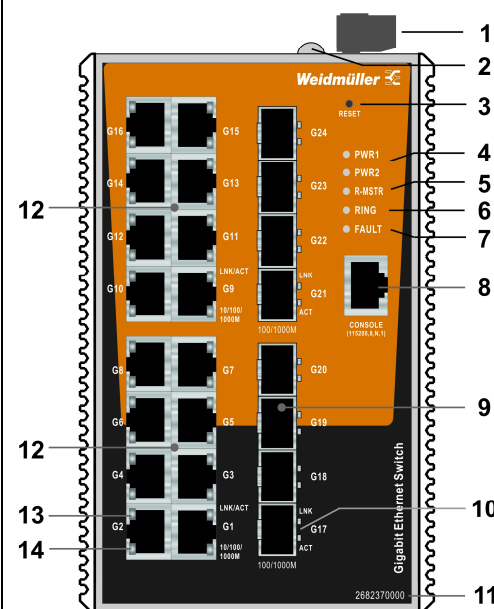 1
2
Weidmüller
3
RESET
G16 G15 G24
PWR1 4
PWR2
G14 G13 G23
R-MSTR 5
12
RING 6
FAULT 7
G12 G11 G22
LNK/ACT
LNK
G10 G9 G21
8
10/100/
1000M
ACT
100/1000M
CONSOLE
(115200,8,N,1)
G8 G7 G20
9
G6 G5 G19
12
G4 G3 G18
LNK/ACT
LNK
13
G2 G1 G17
10
14
10/100/
1000M
ACT
100/1000M
Gigabit Ethernet Switch
2682370000
11